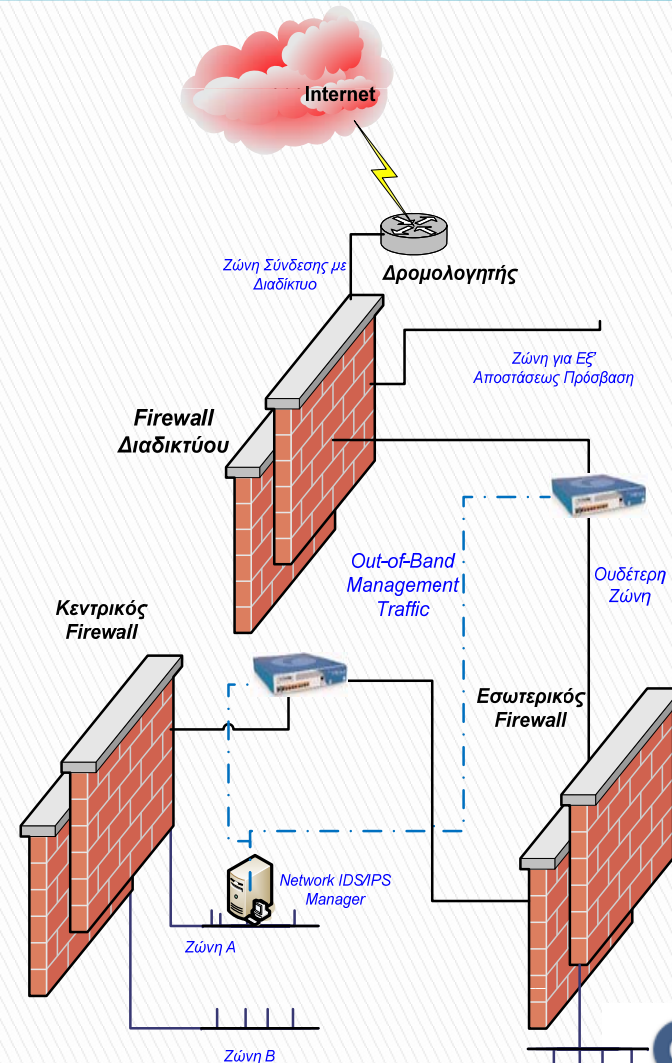 Internet
Ζώνη Σύνδεσης με
Διαδίκτυο
Δρομολογητής
Ζώνη για Εξ'
Αποστάσεως Πρόσβαση
Firewall
Διαδικτύου
Out-of-Band
Management
Traffic
Ουδέτερη
Ζώνη
Κεντρικός
Firewall
Εσωτερικός
Firewall
Network IDS/IPS
Manager
Ζώνη Α
Ζώνη Β